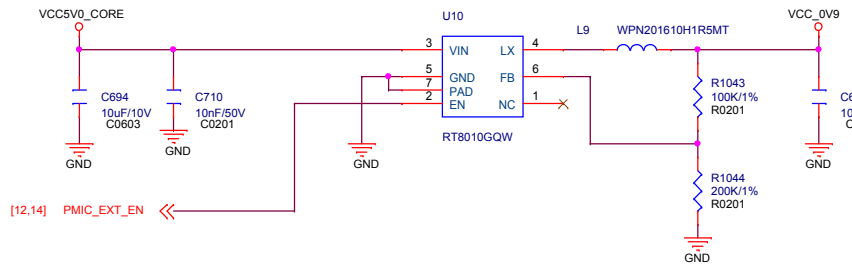 VCC5V0_CORE
U10
L9 WPN201610H1R5MT
VCC_0V9
3 VIN LX 4
5 GND FB 6
7 PAD
2 EN NC 1
RT8010GQW
C694
10uF/10V
C0603
C710
10nF/50V
C0201
R1043
100K/1%
R0201
C6
10
C
GND
GND
GND
GND
R1044
200K/1%
R0201
[12,14] PMIC_EXT_EN
GND